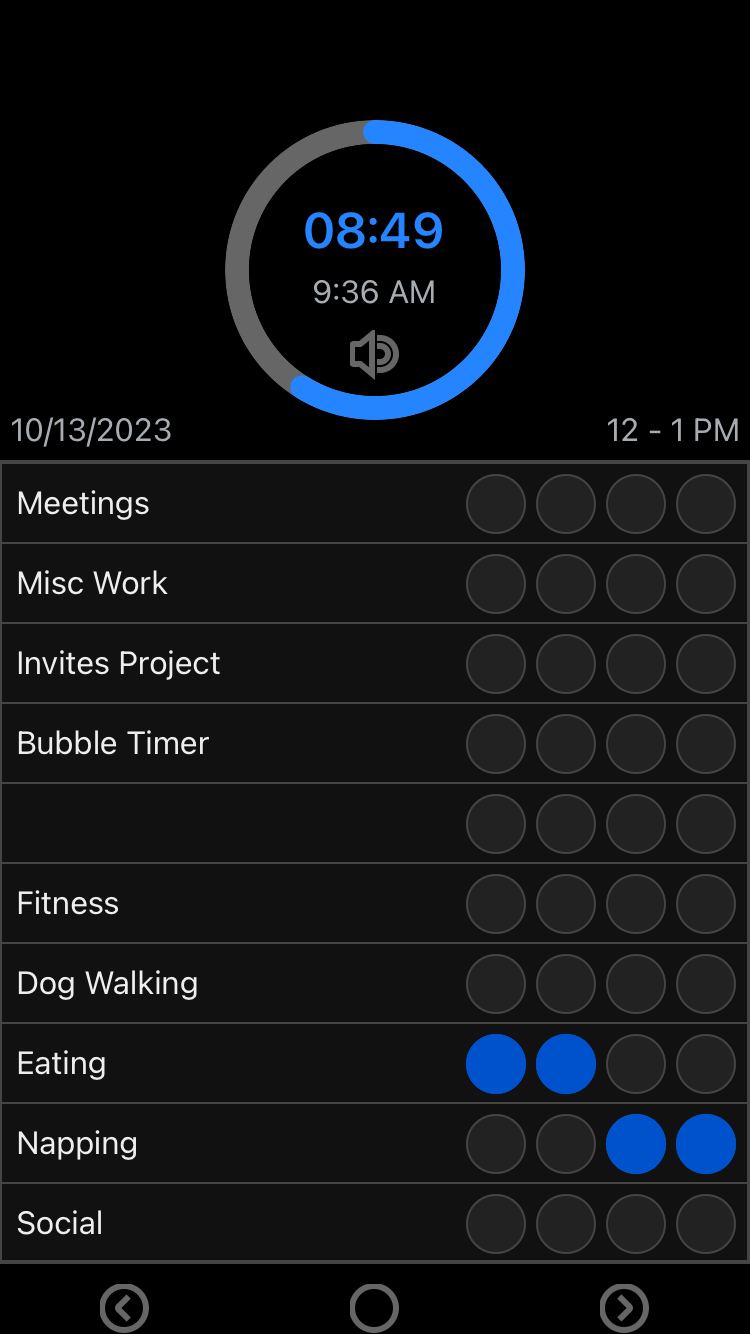 08:49
9:36 AM
10/13/2023
12 - 1 PM
Meetings
Misc Work
Invites Project
Bubble Timer
Fitness
Dog Walking
Eating
Napping
Social